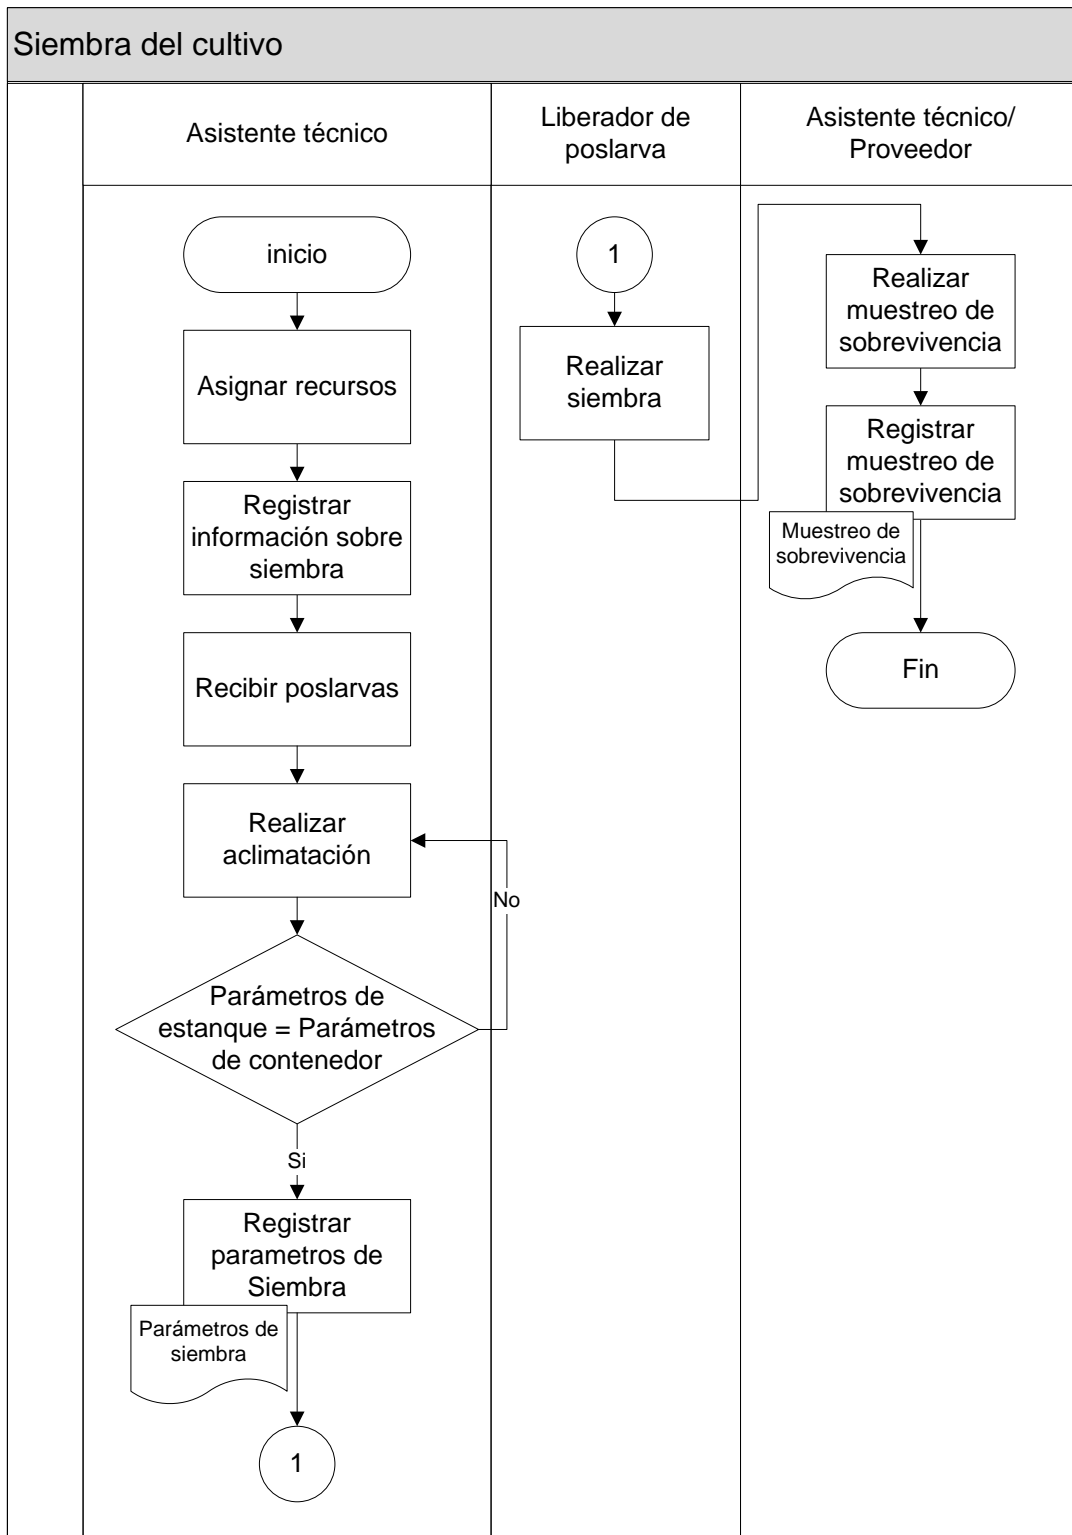 Siembra del cultivo
Asistente técnico
Liberador de
poslarva
Asistente técnico/
Proveedor
inicio
Asignar recursos
Registrar
información sobre
siembra
Recibir poslarvas
Realizar
aclimatación
No
Parámetros de
estanque = Parámetros
de contenedor
Si
Registrar
parametros de
Siembra
Parámetros de
siembra
1
1
Realizar
siembra
Realizar
muestreo de
sobrevivencia
Registrar
muestreo de
sobrevivencia
Muestreo de
sobrevivencia
Fin